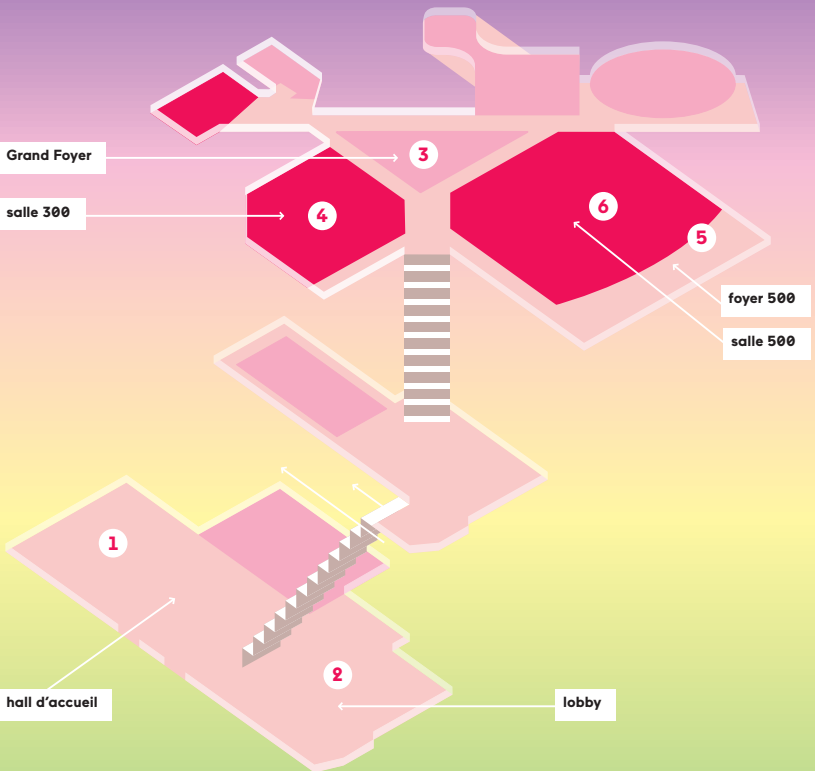 Grand Foyer
3
salle 300
4
6
5
foyer 500
salle 500
1
2
hall d'accueil
lobby